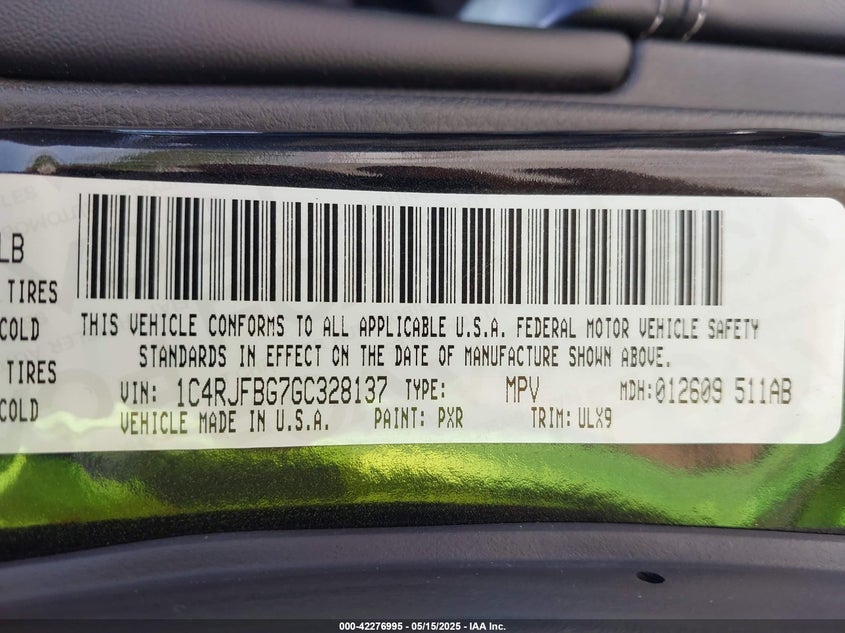 LB
TIRES
COLD
TIRES
COLD
THIS VEHICLE CONFORMS TO ALL APPLICABLE U.S.A. FEDERAL MOTOR VEHICLE SAFETY
STANDARDS IN EFFECT ON THE DATE OF MANUFACTURE SHOWN ABOVE.
VIN: 1C4RJFBG7GC328137 TYPE: MPV MDH:012609 511AB
VEHICLE MADE IN U.S.A. PAINT: PXR TRIM: ULX9
000-42276995 - 05/15/2025 - IAA Inc.